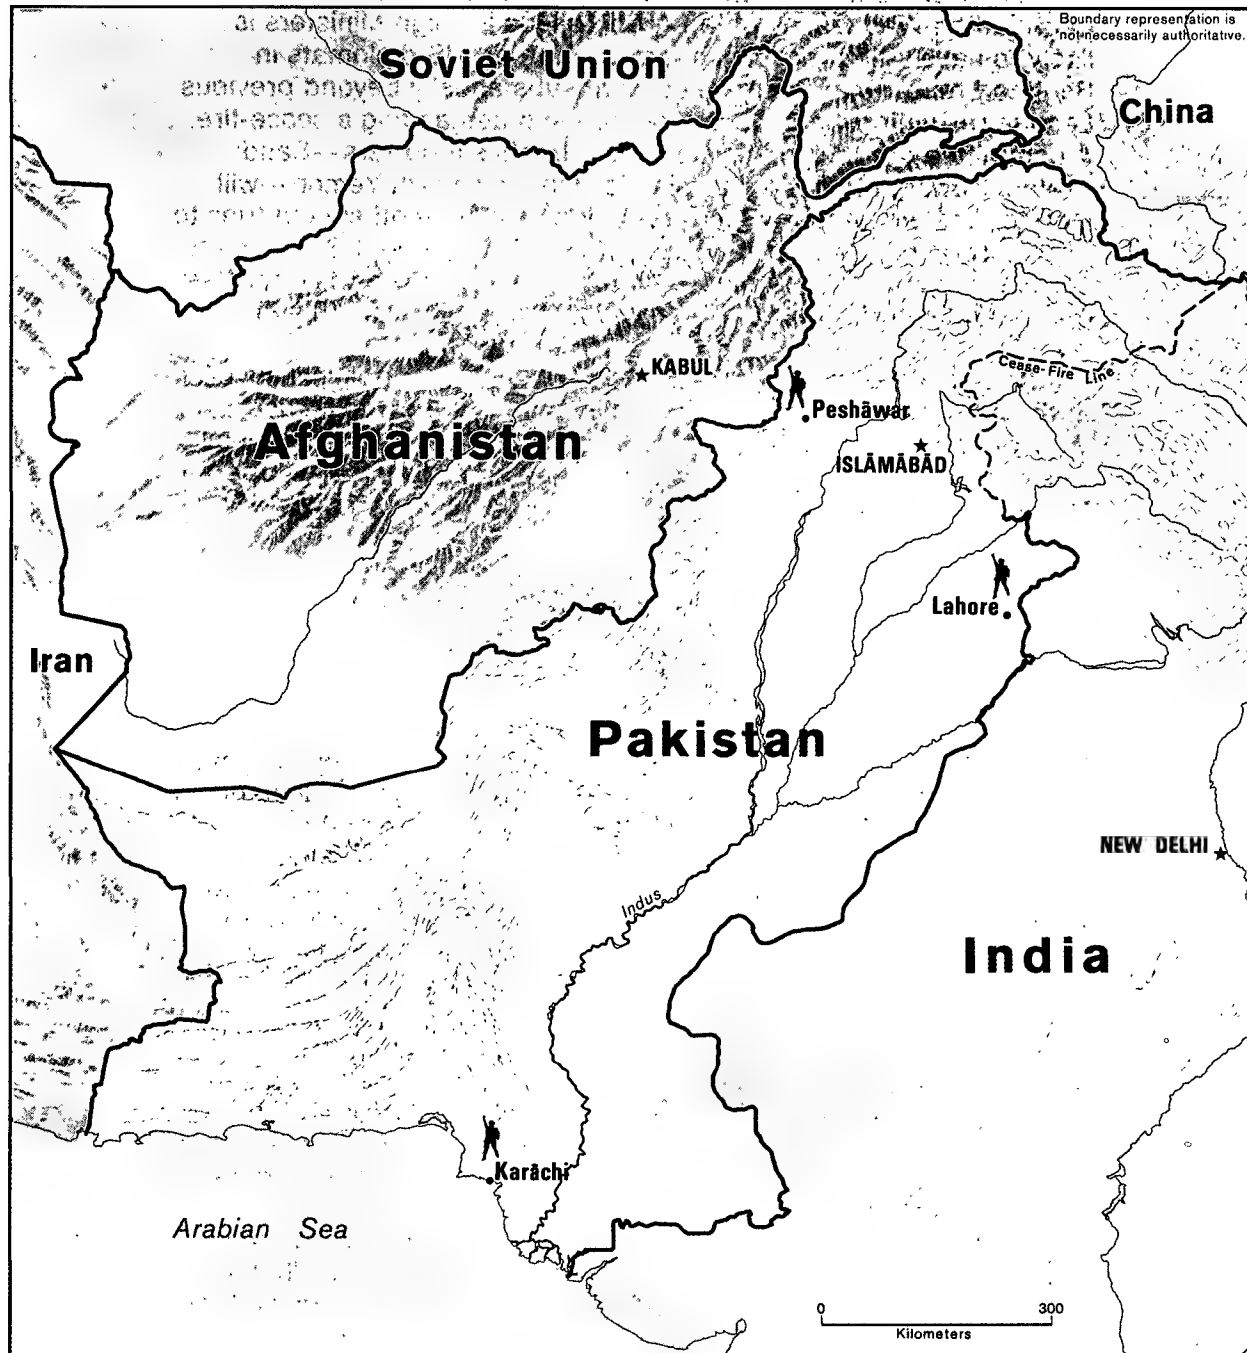 Boundary representation is
not necessarily authoritative.
Soviet Union
China
KABUL
Cease-Fire Line
Peshāwar
Afghanistan
ISLĀMĀBĀD
Lahore
Iran
Pakistan
NEW DELHI
Indus
India
Karāchi
Arabian Sea
0 300
Kilometers